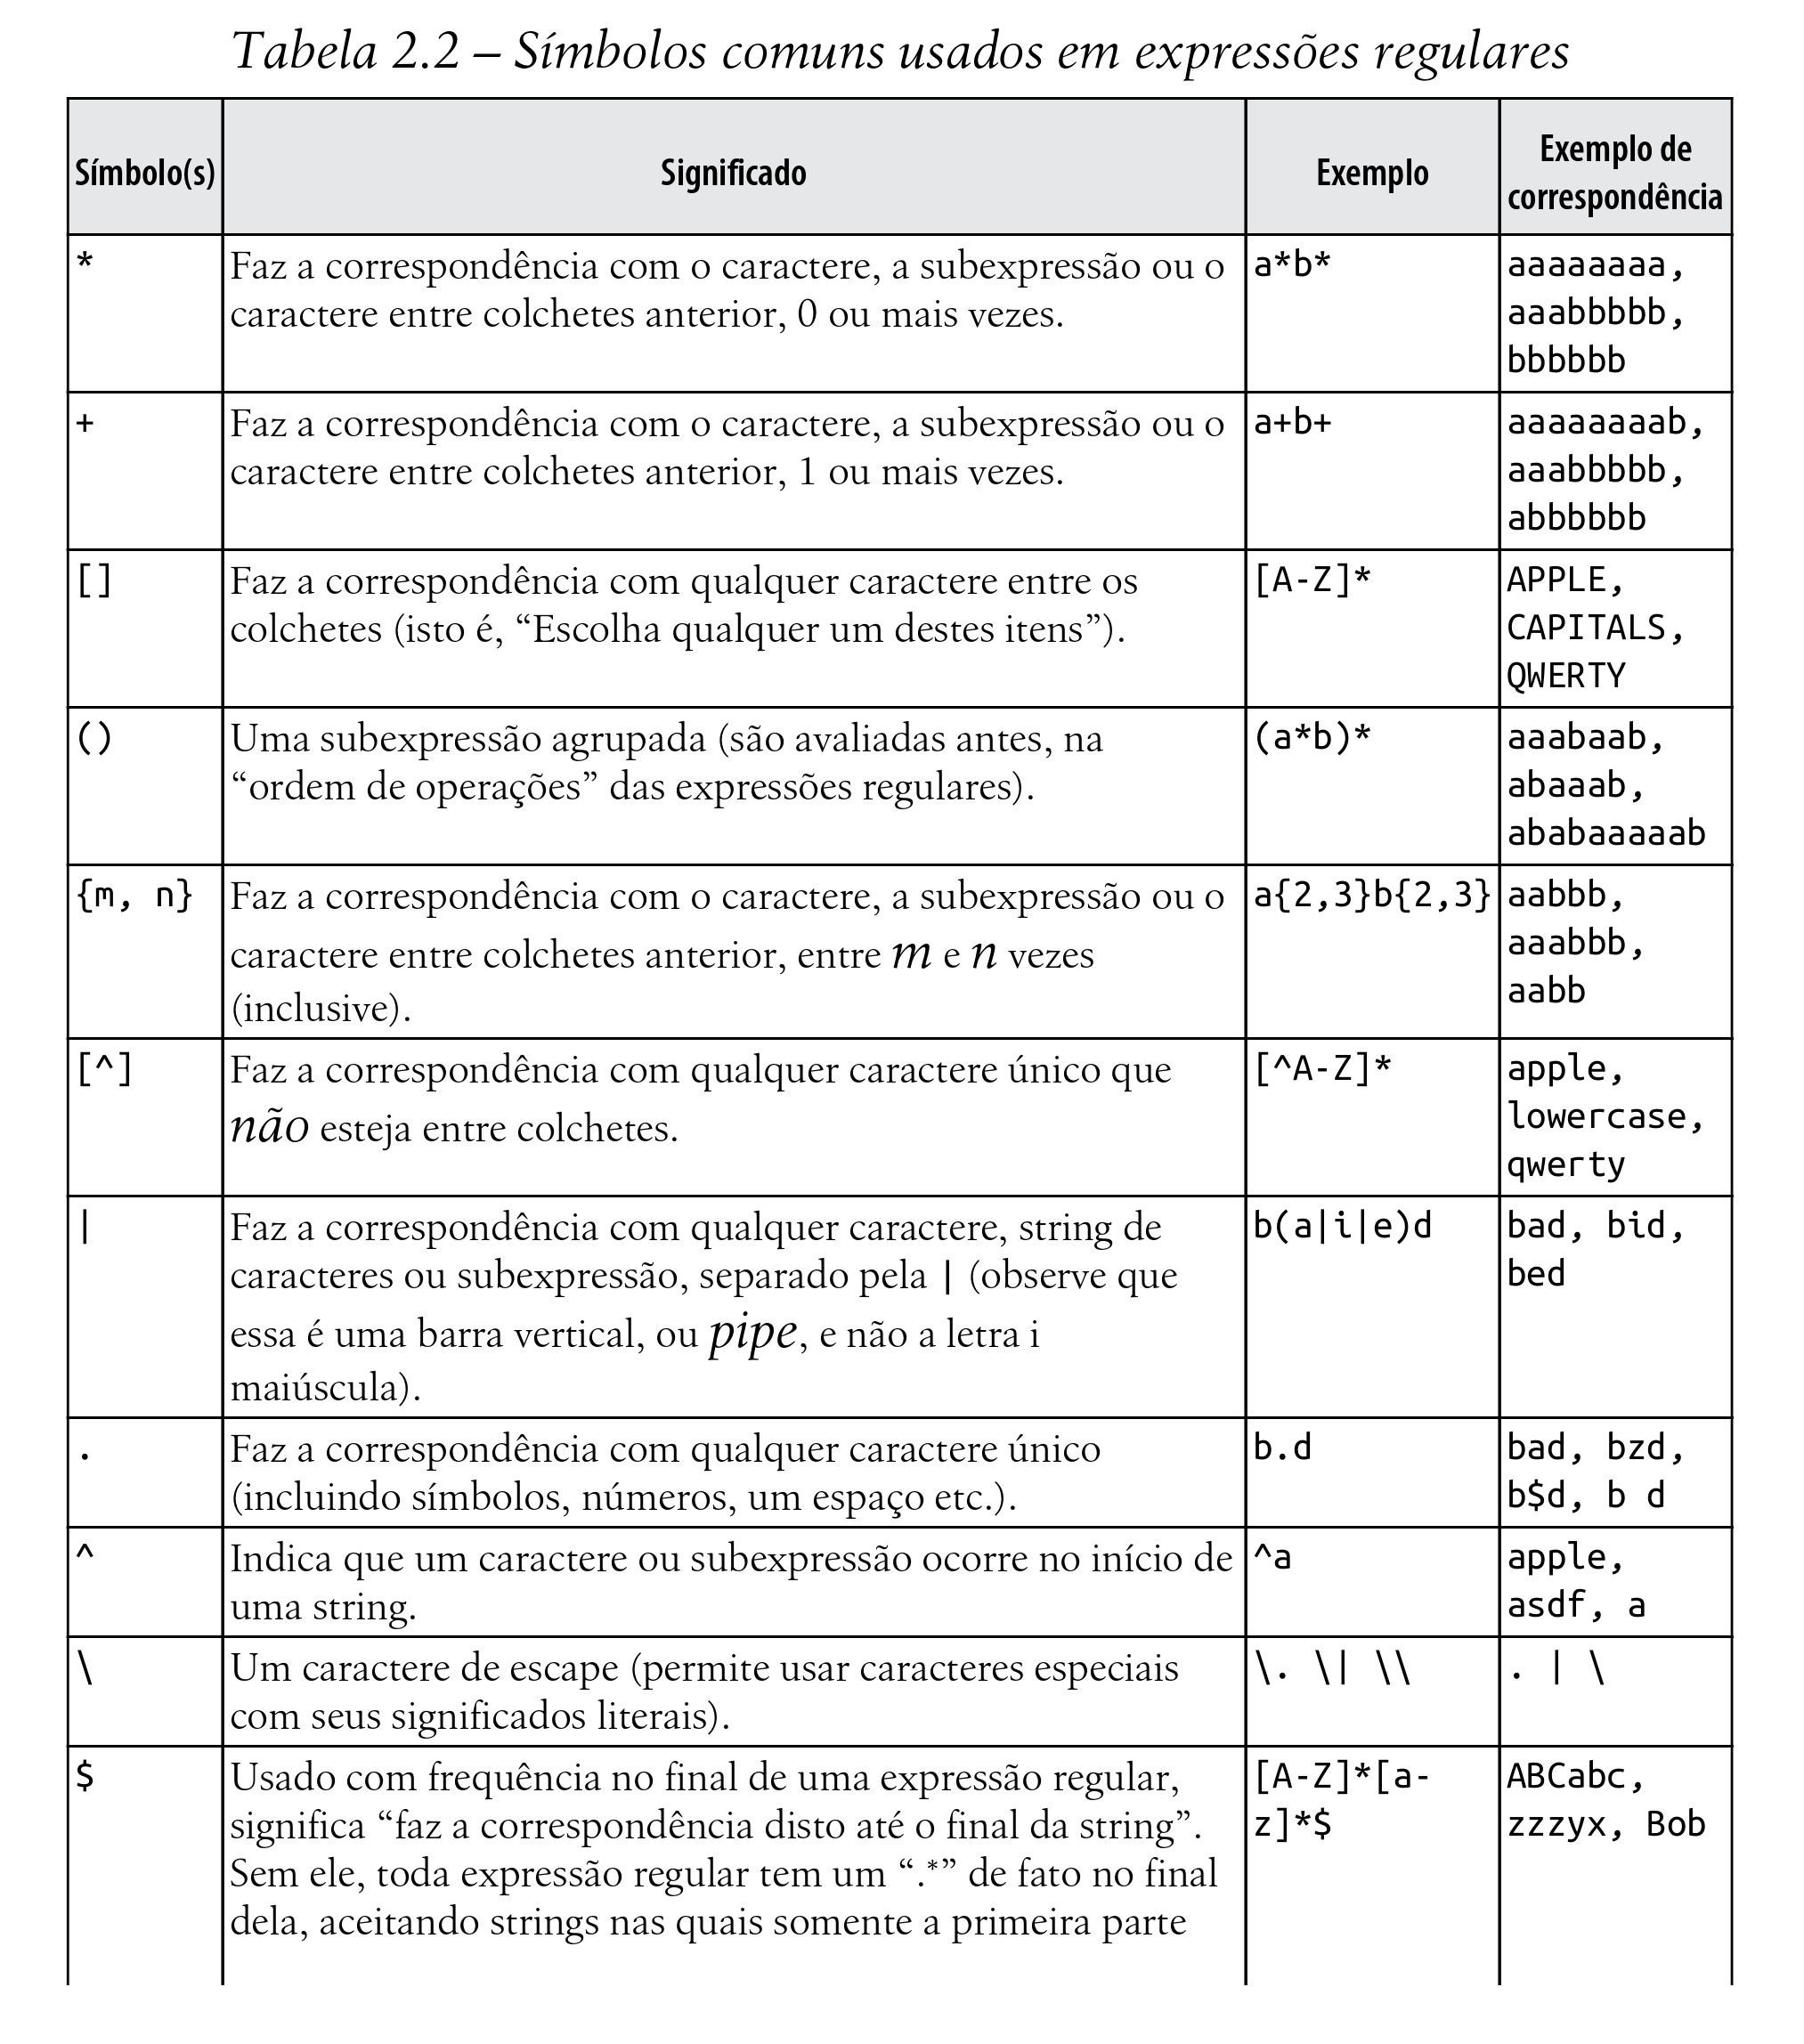 Tabela 2.2 – Símbolos comuns usados em expressões regulares
Símbolo(s) Significado Exemplo Exemplo de
correspondência
* Faz a correspondência com o caractere, a subexpressão ou o a*b* aaaaaaaa,
caractere entre colchetes anterior, 0 ou mais vezes. aaabbbbb,
bbbbbb
+ Faz a correspondência com o caractere, a subexpressão ou o a+b+ aaaaaaaab,
caractere entre colchetes anterior, 1 ou mais vezes. aaabbbbb,
abbbbbb
[] Faz a correspondência com qualquer caractere entre os [A-Z]* APPLE,
colchetes (isto é, “Escolha qualquer um destes itens”). CAPITALS,
QWERTY
() Uma subexpressão agrupada (são avaliadas antes, na (a*b)* aaabaab,
“ordem de operações” das expressões regulares). abaaab,
ababaaaaab
{m, n} Faz a correspondência com o caractere, a subexpressão ou o a{2,3}b{2,3} aabbb,
caractere entre colchetes anterior, entre m e n vezes aaabbb,
(inclusive). aabb
[^] Faz a correspondência com qualquer caractere único que [^A-Z]* apple,
não esteja entre colchetes. lowercase,
qwerty
| Faz a correspondência com qualquer caractere, string de b(a|i|e)d bad, bid,
caracteres ou subexpressão, separado pela | (observe que bed
essa é uma barra vertical, ou pipe, e não a letra i
maiúscula).
. Faz a correspondência com qualquer caractere único b.d bad, bzd,
(incluindo símbolos, números, um espaço etc.). b$d, b d
^ Indica que um caractere ou subexpressão ocorre no início de ^a apple,
uma string. asdf, a
\ Um caractere de escape (permite usar caracteres especiais \. \| \\ . | \
com seus significados literais).
$ Usado com frequência no final de uma expressão regular, [A-Z]*[a- ABCabc,
significa “faz a correspondência disto até o final da string”. z]*$ zzzyx, Bob
Sem ele, toda expressão regular tem um “.*” de fato no final
dela, aceitando strings nas quais somente a primeira parte